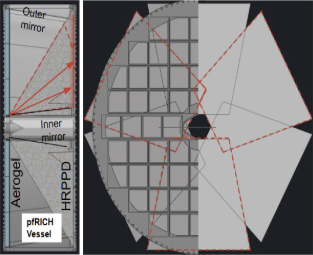 Outer
mirror
Inner
mirror
Aerogel
HRPPD
pfRICH
Vessel